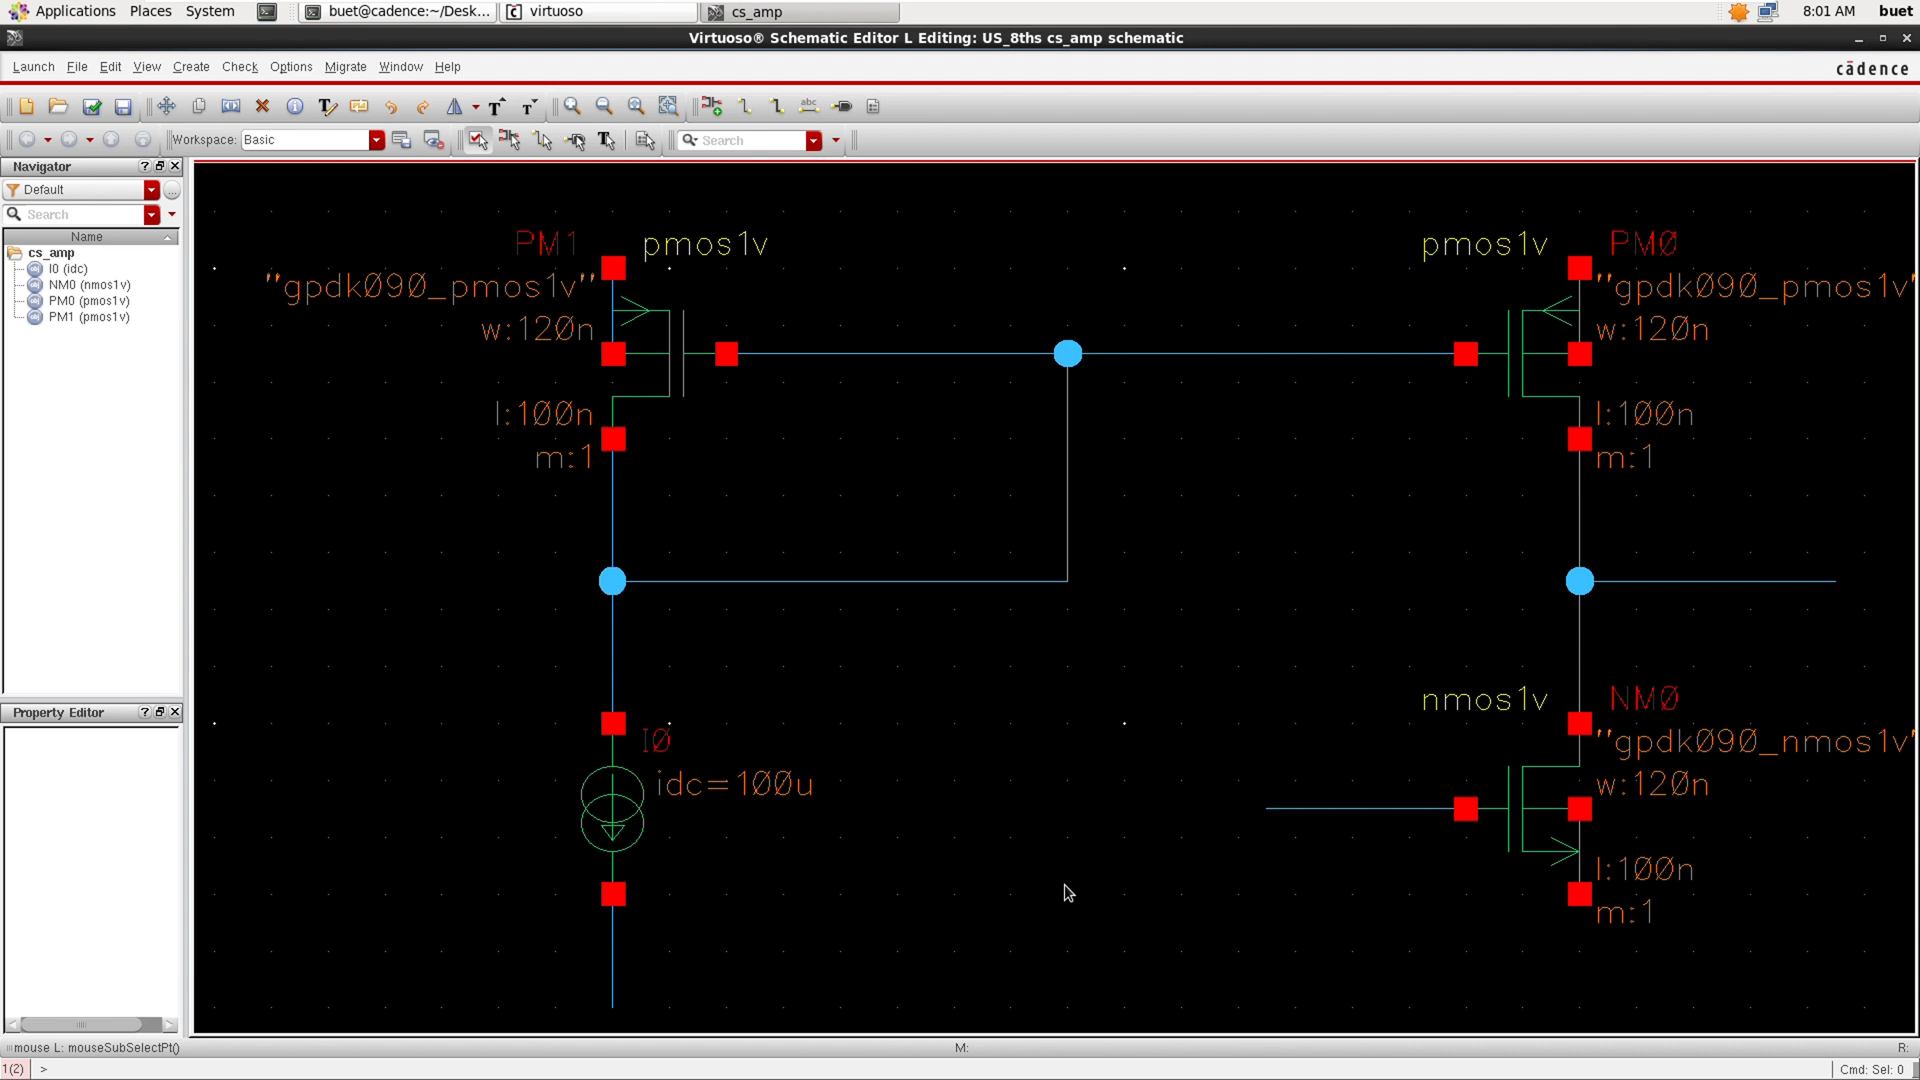 Applications Places System
buet@cadence:~/Desk...
virtuoso
cs_amp
8:01 AM
buet
Virtuoso® Schematic Editor L Editing: US_8ths cs_amp schematic
Launch File Edit View Create Check Options Migrate Window Help
cādence
Workspace: Basic
Search
Navigator
Default
Search
Name
cs_amp
I0 (idc)
NM0 (nmos1v)
PM0 (pmos1v)
PM1 (pmos1v)
Property Editor
PM1
pmos1v
"gpdk090_pmos1v"
w:120n
l:100n
m:1
pmos1v
PM0
"gpdk090_pmos1v"
w:120n
l:100n
m:1
I0
idc=100u
nmos1v
NM0
"gpdk090_nmos1v"
w:120n
l:100n
m:1
mouse L: mouseSubSelectPt()
M:
R:
1(2)
>
Cmd: Sel: 0